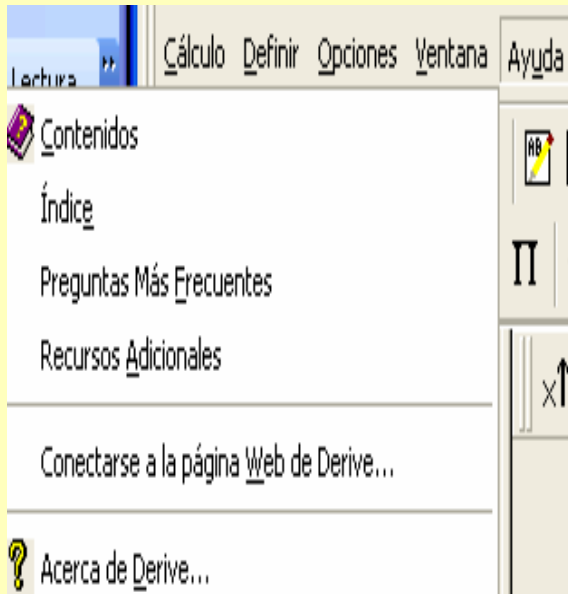 Lectura
Cálculo Definir Opciones Ventana Ayuda
Contenidos
Índice
Preguntas Más Frecuentes
Recursos Adicionales
Conectarse a la página Web de Derive...
Acerca de Derive...
AB
Π
x↑